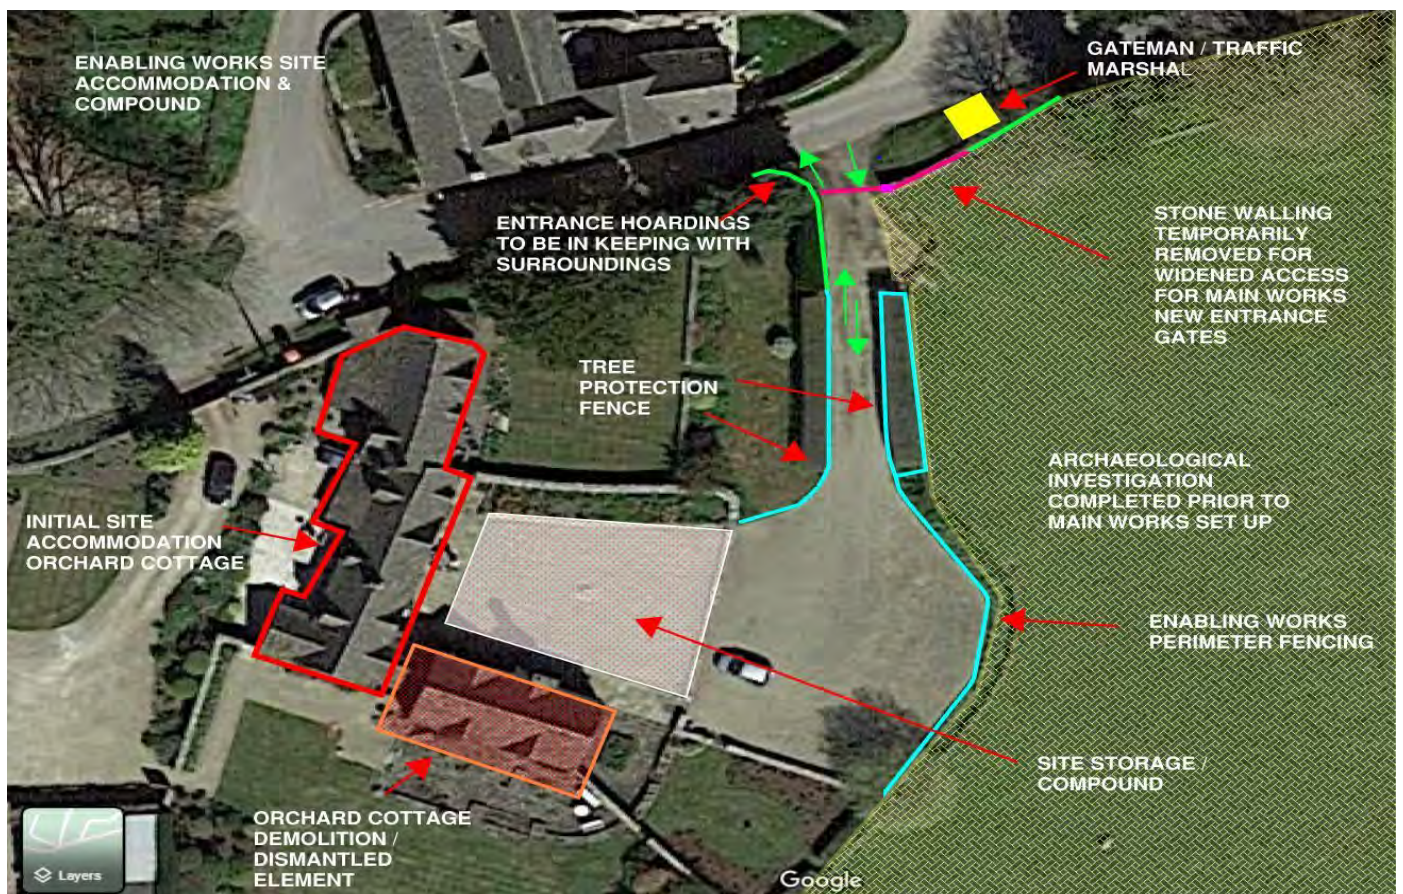 ENABLING WORKS SITE
ACCOMMODATION &
COMPOUND
GATEMAN / TRAFFIC
MARSHAL
ENTRANCE HOARDINGS
TO BE IN KEEPING WITH
SURROUNDINGS
STONE WALLING
TEMPORARILY
REMOVED FOR
WIDENED ACCESS
FOR MAIN WORKS
NEW ENTRANCE
GATES
TREE
PROTECTION
FENCE
ARCHAEOLOGICAL
INVESTIGATION
COMPLETED PRIOR TO
MAIN WORKS SET UP
INITIAL SITE
ACCOMMODATION
ORCHARD COTTAGE
ENABLING WORKS
PERIMETER FENCING
SITE STORAGE /
COMPOUND
ORCHARD COTTAGE
DEMOLITION /
DISMANTLED
ELEMENT
Layers
Google